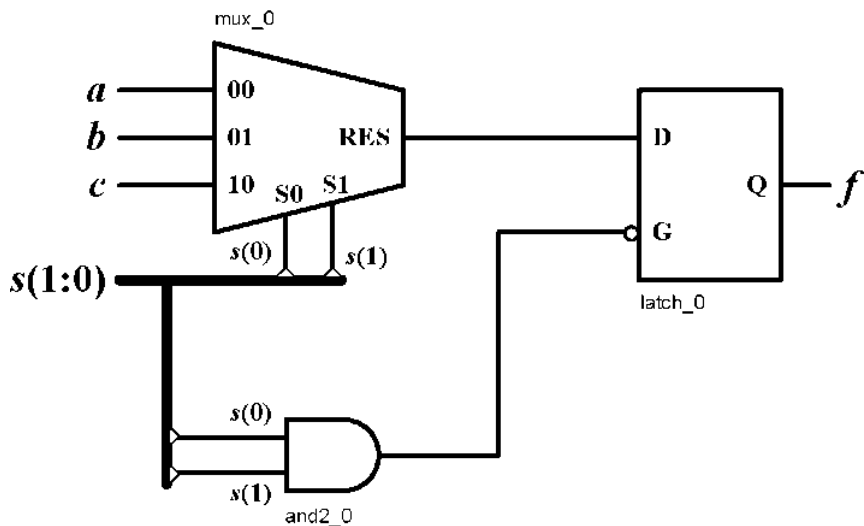 mux_0
a
00
b
01
RES
D
c
10
S0
S1
Q
f
s(0)
s(1)
G
s(1:0)
latch_0
s(0)
s(1)
and2_0